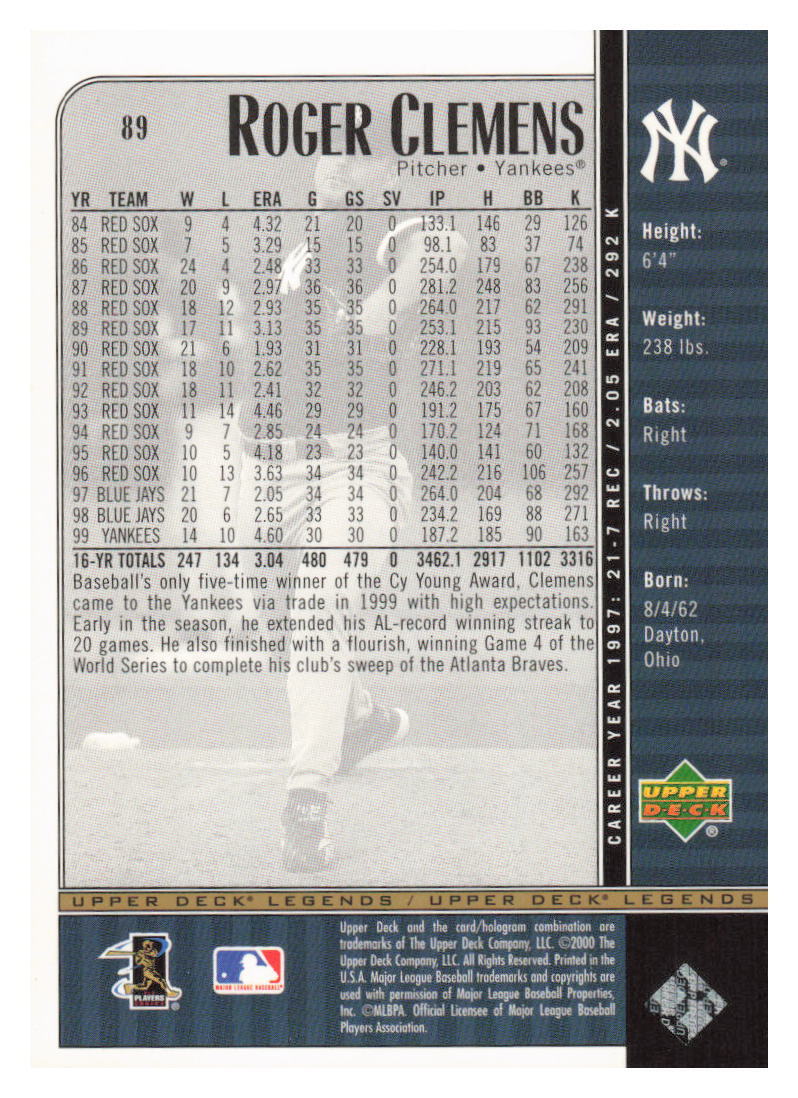 89
ROGER CLEMENS
Pitcher • Yankees®
YR TEAM W L ERA G GS SV IP H BB K
84 RED SOX 9 4 4.32 21 20 0 133.1 146 29 126
85 RED SOX 7 5 3.29 15 15 0 98.1 83 37 74
86 RED SOX 24 4 2.48 33 33 0 254.0 179 67 238
87 RED SOX 20 9 2.97 36 36 0 281.2 248 83 256
88 RED SOX 18 12 2.93 35 35 0 264.0 217 62 291
89 RED SOX 17 11 3.13 35 35 0 253.1 215 93 230
90 RED SOX 21 6 1.93 31 31 0 228.1 193 54 209
91 RED SOX 18 10 2.62 35 35 0 271.1 219 65 241
92 RED SOX 18 11 2.41 32 32 0 246.2 203 62 208
93 RED SOX 11 14 4.46 29 29 0 191.2 175 67 160
94 RED SOX 9 7 2.85 24 24 0 170.2 124 71 168
95 RED SOX 10 5 4.18 23 23 0 140.0 141 60 132
96 RED SOX 10 13 3.63 34 34 0 242.2 216 106 257
97 BLUE JAYS 21 7 2.05 34 34 0 264.0 204 68 292
98 BLUE JAYS 20 6 2.65 33 33 0 234.2 169 88 271
99 YANKEES 14 10 4.60 30 30 0 187.2 185 90 163
16-YR TOTALS 247 134 3.04 480 479 0 3462.1 2917 1102 3316
Baseball's only five-time winner of the Cy Young Award, Clemens
came to the Yankees via trade in 1999 with high expectations.
Early in the season, he extended his AL-record winning streak to
20 games. He also finished with a flourish, winning Game 4 of the
World Series to complete his club's sweep of the Atlanta Braves.
CAREER YEAR 1997: 21-7 REC / 2.05 ERA / 292 K
NY
Height:
6'4"
Weight:
238 lbs.
Bats:
Right
Throws:
Right
Born:
8/4/62
Dayton,
Ohio
UPPER
D·E·C·K
®
UPPER DECK® LEGENDS / UPPER DECK® LEGENDS
PLAYERS
CHOICE
®
MAJOR LEAGUE BASEBALL®
Upper Deck and the card/hologram combination are
trademarks of The Upper Deck Company, LLC. ©2000 The
Upper Deck Company, LLC. All Rights Reserved. Printed in the
U.S.A. Major League Baseball trademarks and copyrights are
used with permission of Major League Baseball Properties,
Inc. ©MLBPA. Official Licensee of Major League Baseball
Players Association.